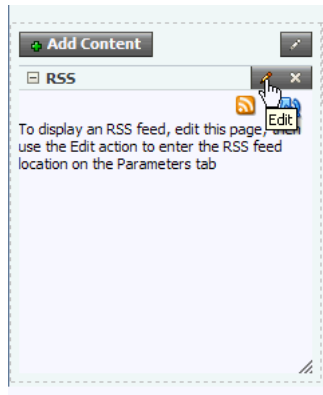 Add Content
RSS
Edit
To display an RSS feed, edit this page, then
use the Edit action to enter the RSS feed
location on the Parameters tab